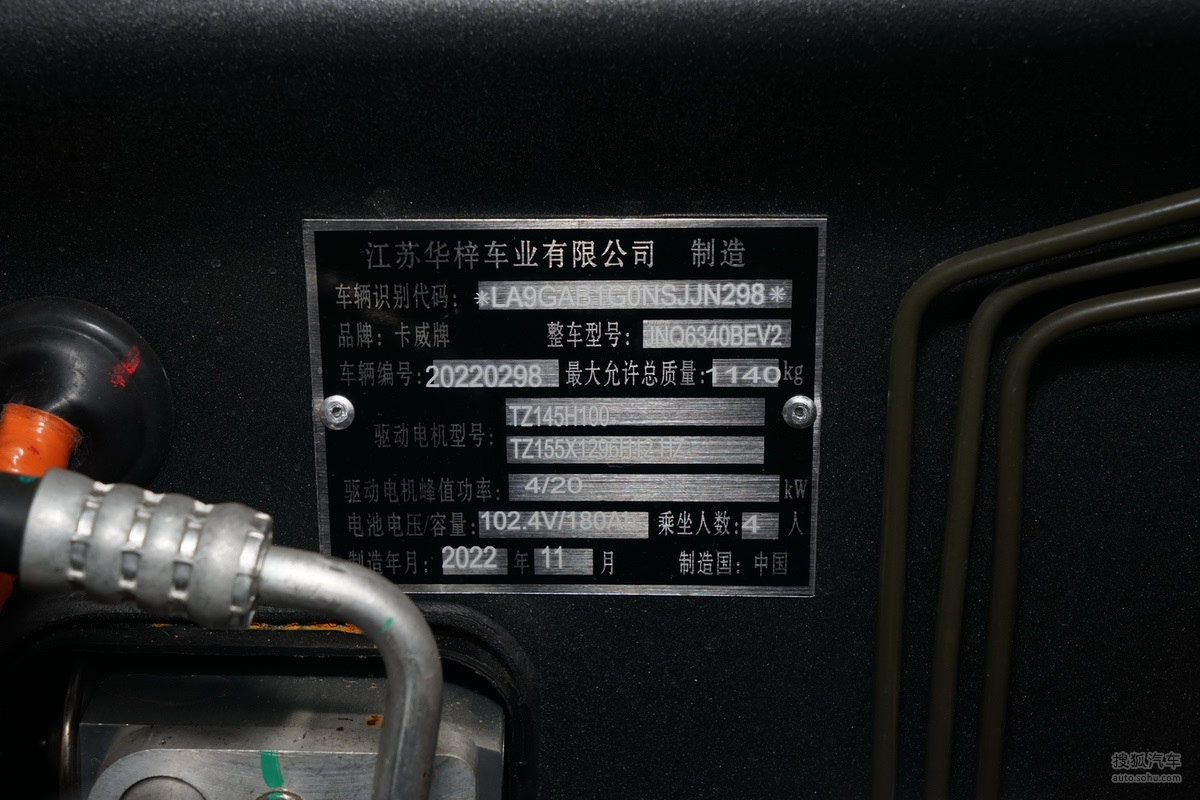 江苏华梓车业有限公司 制造
车辆识别代码：*LA9GAB1G0NSJJN298*
品牌：卡威牌 整车型号：JNQ6340BEV2
车辆编号：20220298 最大允许总质量：1140kg
TZ145H100
驱动电机型号：
TZ155X1296H12-HZ
驱动电机峰值功率：4/20 kW
电池电压/容量：102.4V/180Ah 乘坐人数：4 人
制造年月：2022 年 11 月 制造国：中国
搜狐汽车
auto.sohu.com